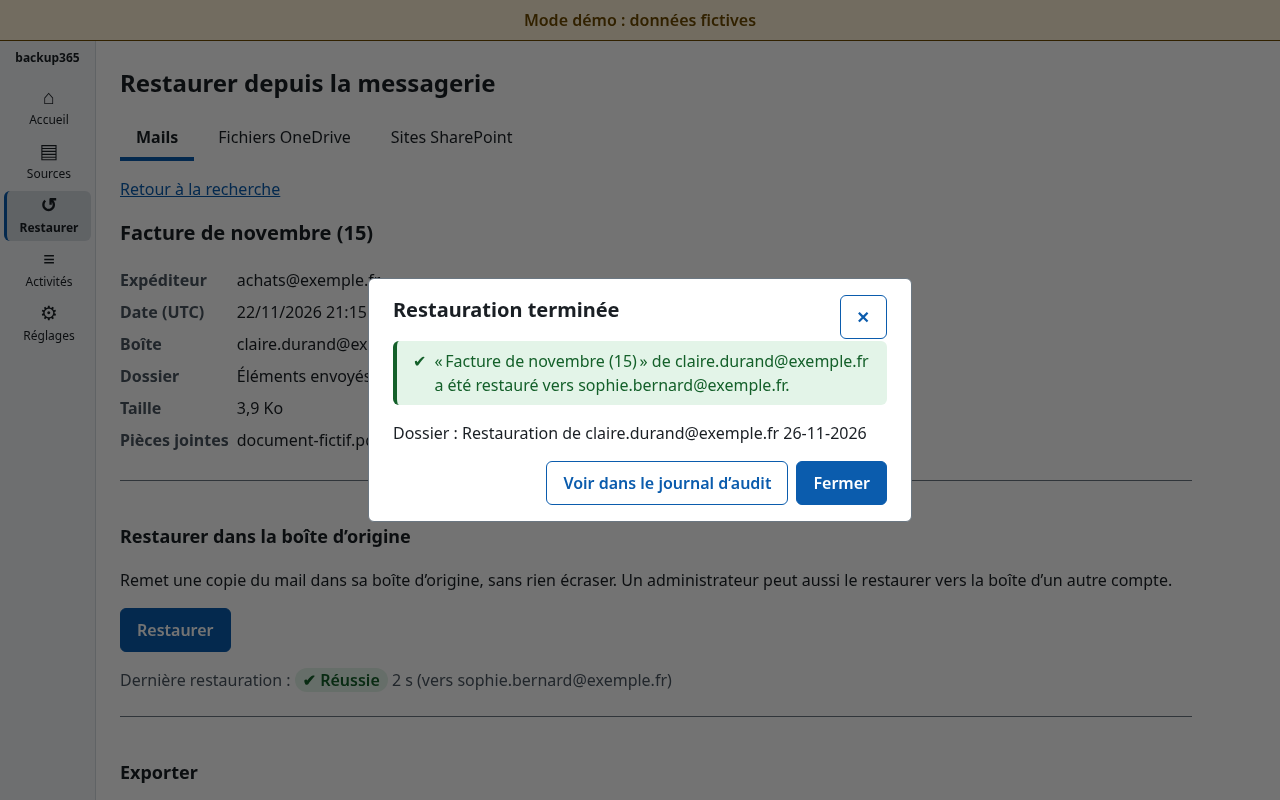 Mode démo : données fictives
backup365
Accueil
Sources
Restaurer
Activités
Réglages
Restaurer depuis la messagerie
Mails
Fichiers OneDrive
Sites SharePoint
Retour à la recherche
Facture de novembre (15)
Expéditeur achats@exemple.fr
Date (UTC) 22/11/2026 21:15
Boîte claire.durand@ex
Dossier Éléments envoyés
Taille 3,9 Ko
Pièces jointes document-fictif.p
Restauration terminée
×
✔ « Facture de novembre (15) » de claire.durand@exemple.fr
a été restauré vers sophie.bernard@exemple.fr.
Dossier : Restauration de claire.durand@exemple.fr 26-11-2026
Voir dans le journal d’audit
Fermer
Restaurer dans la boîte d’origine
Remet une copie du mail dans sa boîte d’origine, sans rien écraser. Un administrateur peut aussi le restaurer vers la boîte d’un autre compte.
Restaurer
Dernière restauration : ✔ Réussie 2 s (vers sophie.bernard@exemple.fr)
Exporter